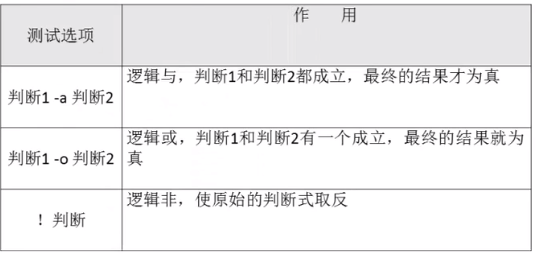 测试选项
作 用
判断1 -a 判断2
逻辑与，判断1和判断2都成立，最终的结果才为真
判断1 -o 判断2
逻辑或，判断1和判断2有一个成立，最终的结果就为
真
！判断
逻辑非，使原始的判断式取反